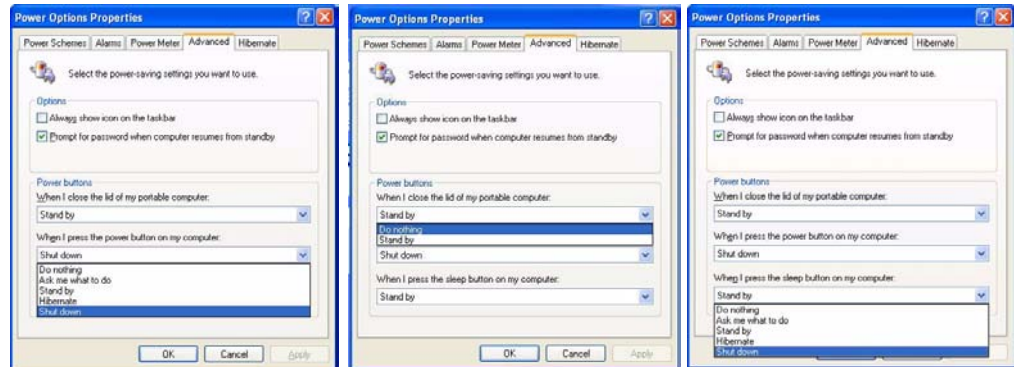 Power Options Properties
Power Schemes Alarms Power Meter Advanced Hibernate
Select the power-saving settings you want to use.
Options
Always show icon on the taskbar
Prompt for password when computer resumes from standby
Power buttons
When I close the lid of my portable computer:
Stand by
When I press the power button on my computer:
Shut down
Do nothing
Ask me what to do
Stand by
Hibernate
Shut down
OK Cancel Apply
Power Options Properties
Power Schemes Alarms Power Meter Advanced Hibernate
Select the power-saving settings you want to use.
Options
Always show icon on the taskbar
Prompt for password when computer resumes from standby
Power buttons
When I close the lid of my portable computer:
Stand by
Do nothing
Stand by
Shut down
When I press the sleep button on my computer:
Stand by
OK Cancel Apply
Power Options Properties
Power Schemes Alarms Power Meter Advanced Hibernate
Select the power-saving settings you want to use.
Options
Always show icon on the taskbar
Prompt for password when computer resumes from standby
Power buttons
When I close the lid of my portable computer:
Stand by
When I press the power button on my computer:
Shut down
When I press the sleep button on my computer:
Stand by
Do nothing
Ask me what to do
Stand by
Hibernate
Shut down